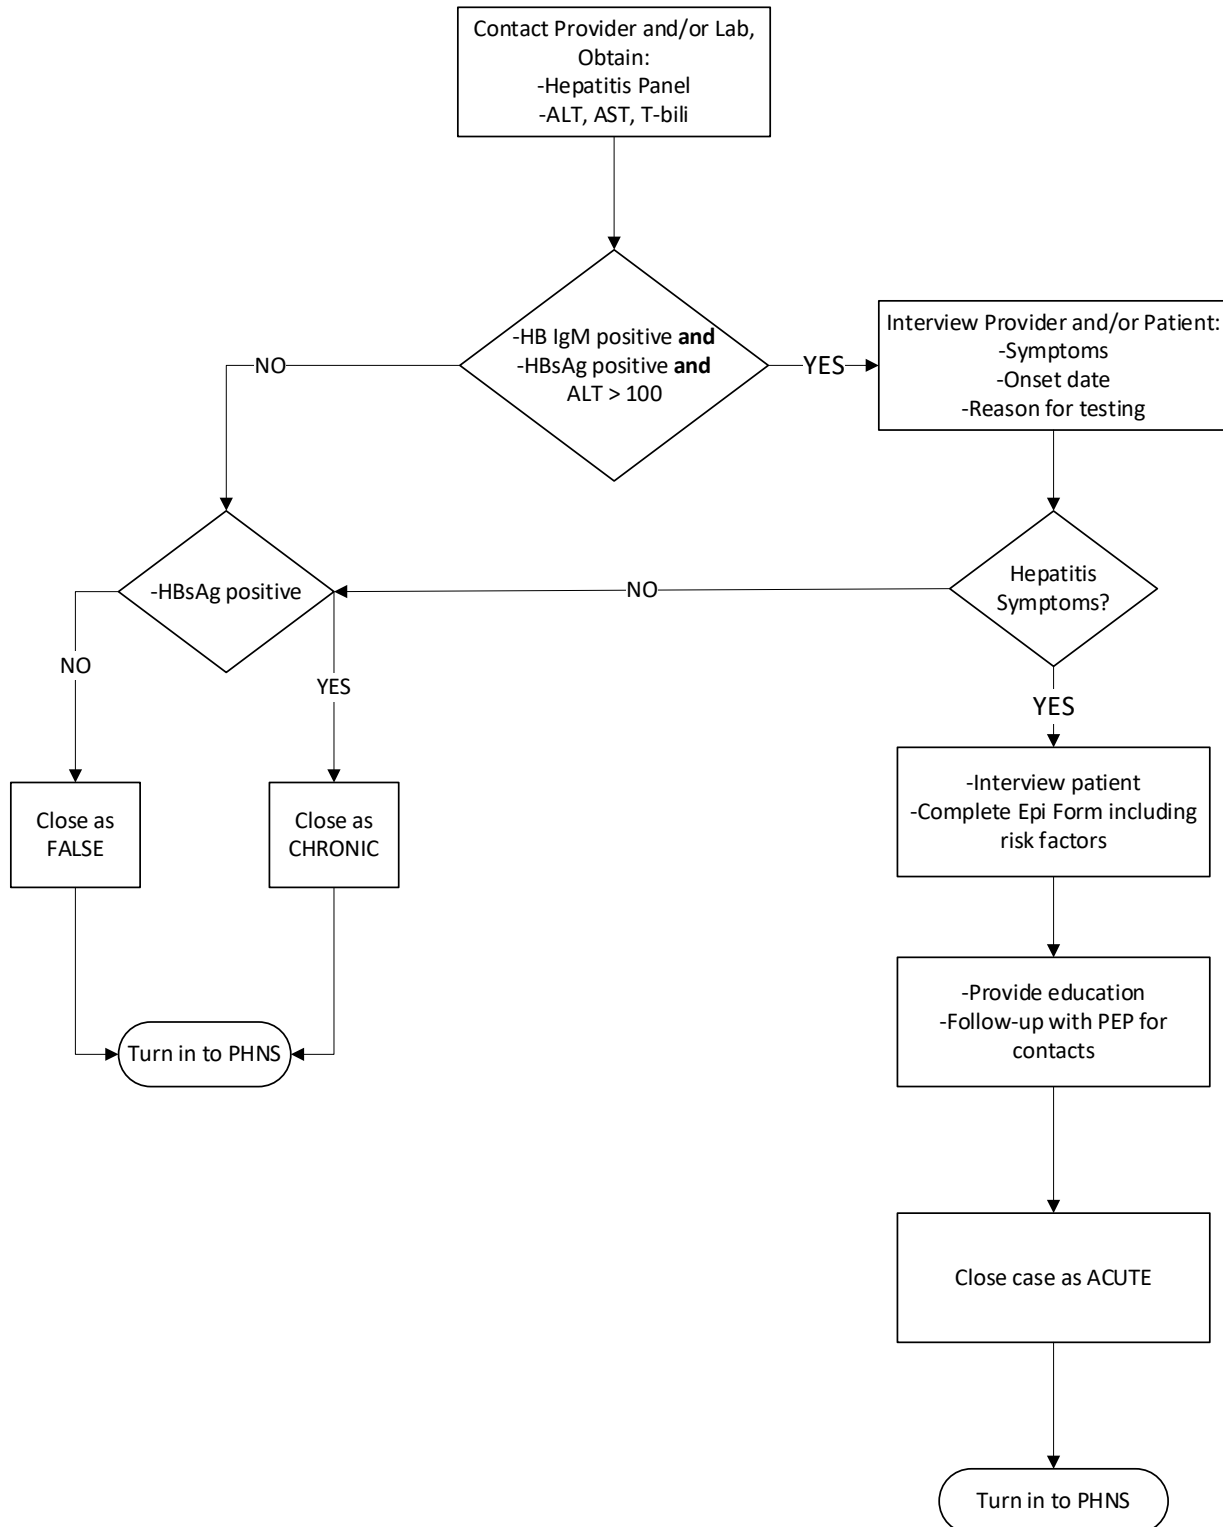 Contact Provider and/or Lab,
Obtain:
-Hepatitis Panel
-ALT, AST, T-bili
-HB IgM positive and
-HBsAg positive and
ALT > 100
NO
YES
Interview Provider and/or Patient:
-Symptoms
-Onset date
-Reason for testing
-HBsAg positive
NO
Hepatitis
Symptoms?
NO
YES
YES
Close as
FALSE
Close as
CHRONIC
-Interview patient
-Complete Epi Form including
risk factors
Turn in to PHNS
-Provide education
-Follow-up with PEP for
contacts
Close case as ACUTE
Turn in to PHNS